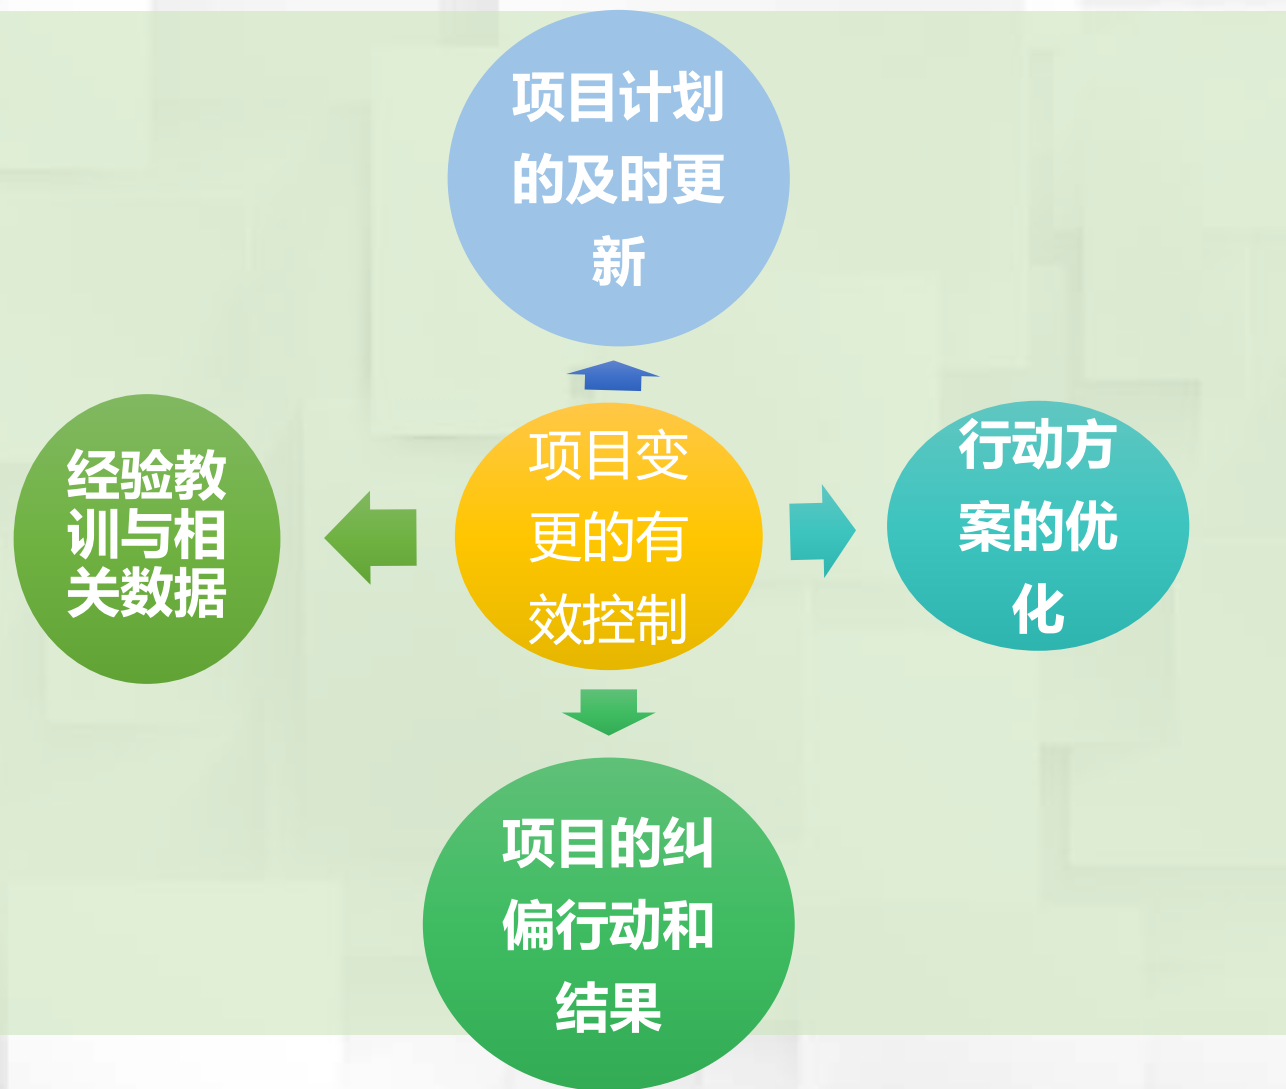 项目计划
的及时更
新
经验教
训与相
关数据
项目变
更的有
效控制
行动方
案的优
化
项目的纠
偏行动和
结果